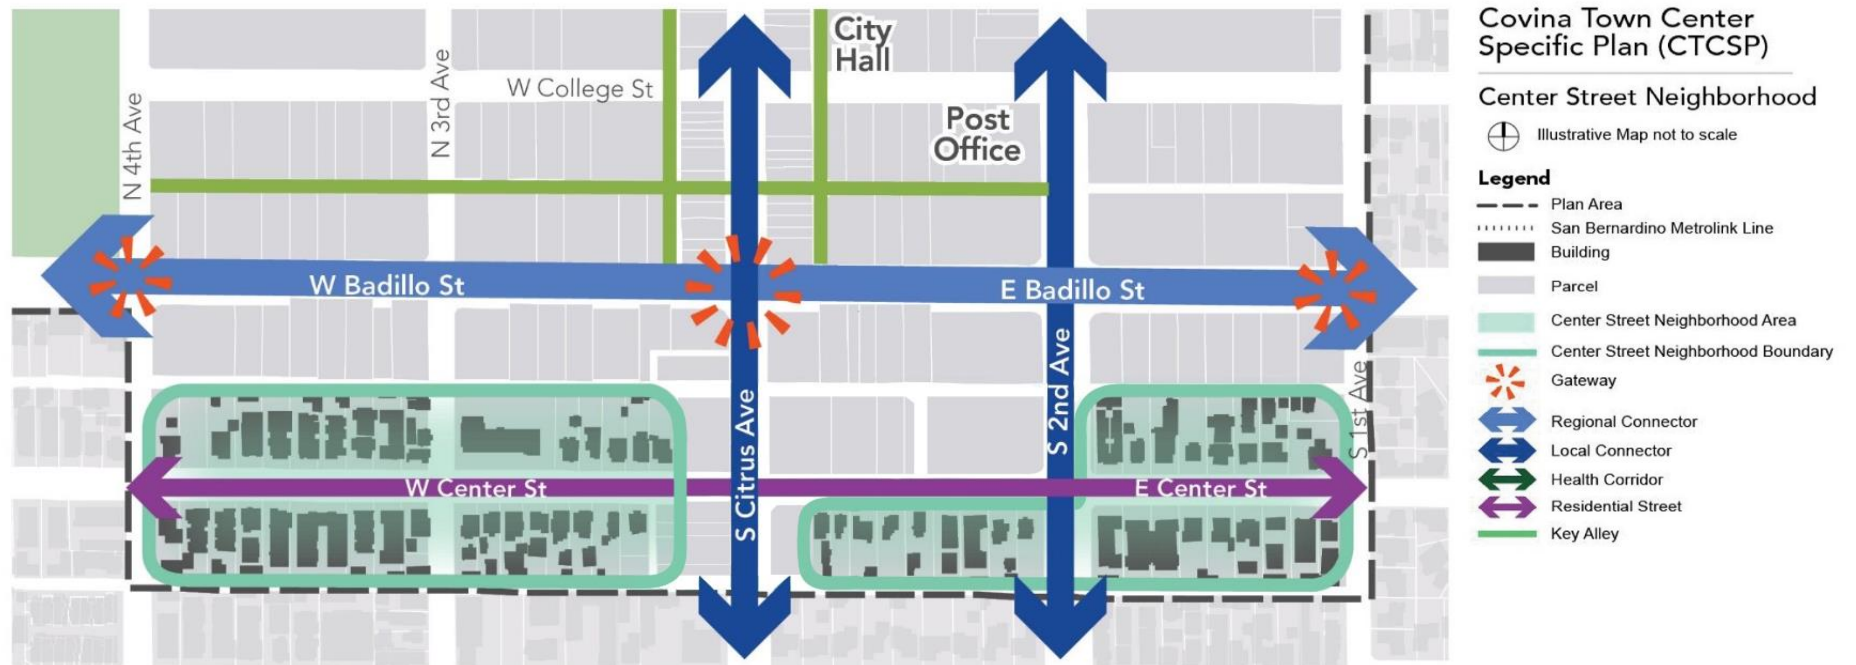 City
Hall
N 3rd Ave
W College St
N 4th Ave
Post
Office
W Badillo St
E Badillo St
S 2nd Ave
S 1st Ave
S Citrus Ave
W Center St
E Center St
Covina Town Center
Specific Plan (CTCSP)
Center Street Neighborhood
Illustrative Map not to scale
Legend
Plan Area
San Bernardino Metrolink Line
Building
Parcel
Center Street Neighborhood Area
Center Street Neighborhood Boundary
Gateway
Regional Connector
Local Connector
Health Corridor
Residential Street
Key Alley